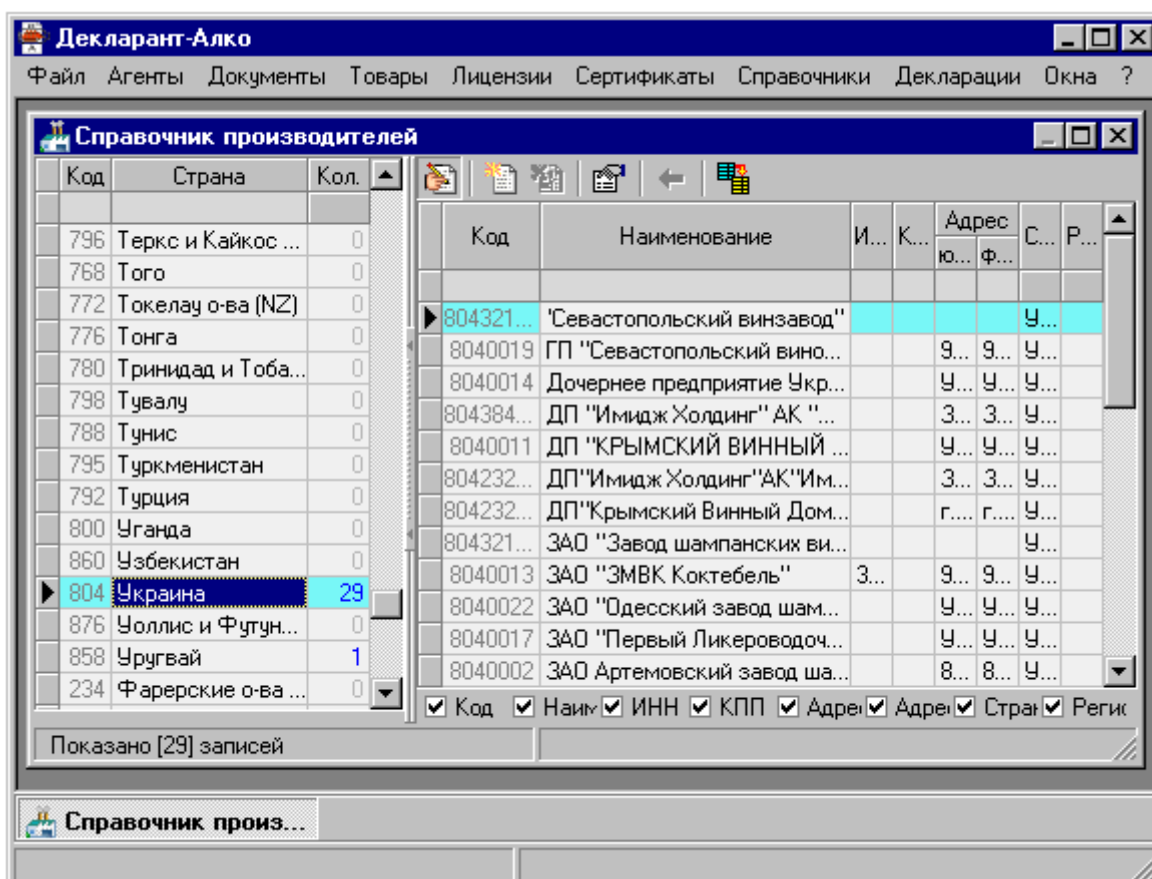 Декларант-Алко
Файл Агенты Документы Товары Лицензии Сертификаты Справочники Декларации Окна ?
Справочник производителей
Код Страна Кол.
796 Теркс и Кайкос ... 0
768 Того 0
772 Токелау о-ва (NZ) 0
776 Тонга 0
780 Тринидад и Тоба... 0
798 Тувалу 0
788 Тунис 0
795 Туркменистан 0
792 Турция 0
800 Уганда 0
860 Узбекистан 0
804 Украина 29
876 Уоллис и Футун... 0
858 Уругвай 1
234 Фарерские о-ва ... 0
Код Наименование И... К... Адрес С... Р...
ю... Ф...
804321... 'Севастопольский винзавод" У...
8040019 ГП "Севастопольский вино... 9... 9... У...
8040014 Дочернее предприятие Укр... У... У... У...
804384... ДП "Имидж Холдинг" АК "... З... З... У...
8040011 ДП "КРЫМСКИЙ ВИННЫЙ ... У... У... У...
804232... ДП"Имидж Холдинг"АК"Им... З... З... У...
804232... ДП"Крымский Винный Дом... г.... г.... У...
804321... ЗАО "Завод шампанских ви... У...
8040013 ЗАО "ЗМВК Коктебель" 3... 9... 9... У...
8040022 ЗАО "Одесский завод шам... У... У... У...
8040017 ЗАО "Первый Ликероводоч... У... У... У...
8040002 ЗАО Артемовский завод ша... 8... 8... У...
Код Наим ИНН КПП Адре Адре Стран Регис
Показано [29] записей
Справочник произ...